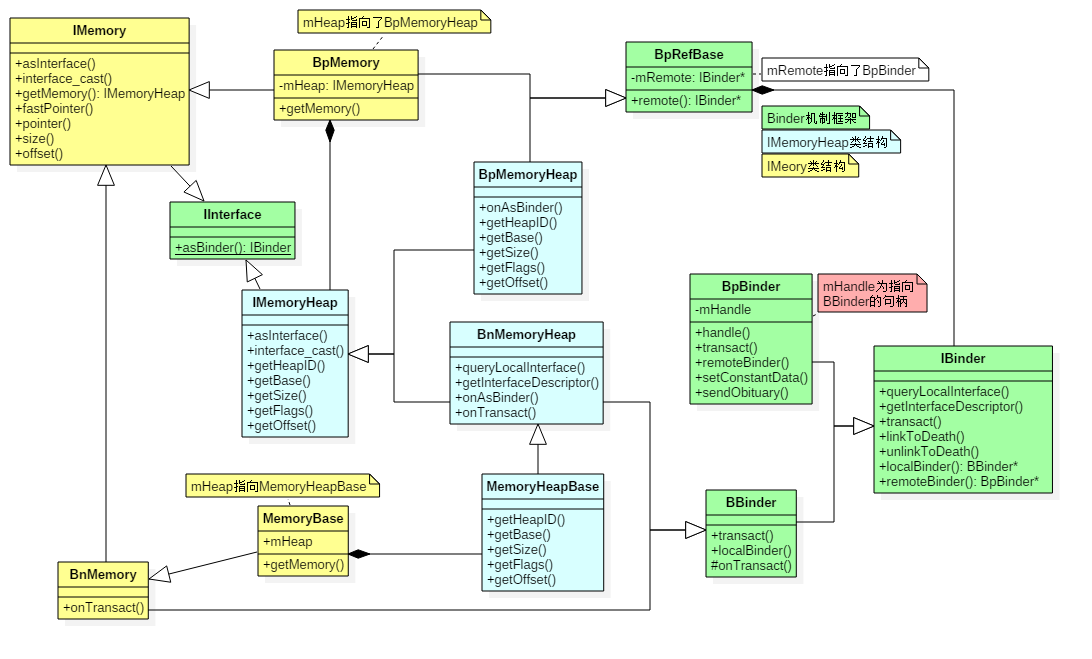 mHeap指向了BpMemoryHeap
IMemory
+asInterface()
+interface_cast()
+getMemory(): IMemoryHeap
+fastPointer()
+pointer()
+size()
+offset()
BpMemory
-mHeap: IMemoryHeap
+getMemory()
BpRefBase
-mRemote: IBinder*
+remote(): IBinder*
mRemote指向了BpBinder
Binder机制框架
IMemoryHeap类结构
IMeory类结构
IInterface
+asBinder(): IBinder
BpMemoryHeap
+onAsBinder()
+getHeapID()
+getBase()
+getSize()
+getFlags()
+getOffset()
IMemoryHeap
+asInterface()
+interface_cast()
+getHeapID()
+getBase()
+getSize()
+getFlags()
+getOffset()
BnMemoryHeap
+queryLocalInterface()
+getInterfaceDescriptor()
+onAsBinder()
+onTransact()
BpBinder
-mHandle
+handle()
+transact()
+remoteBinder()
+setConstantData()
+sendObituary()
mHandle为指向
BBinder的句柄
IBinder
+queryLocalInterface()
+getInterfaceDescriptor()
+transact()
+linkToDeath()
+unlinkToDeath()
+localBinder(): BBinder*
+remoteBinder(): BpBinder*
mHeap指向MemoryHeapBase
MemoryBase
+mHeap
+getMemory()
MemoryHeapBase
+getHeapID()
+getBase()
+getSize()
+getFlags()
+getOffset()
BBinder
+transact()
+localBinder()
#onTransact()
BnMemory
+onTransact()